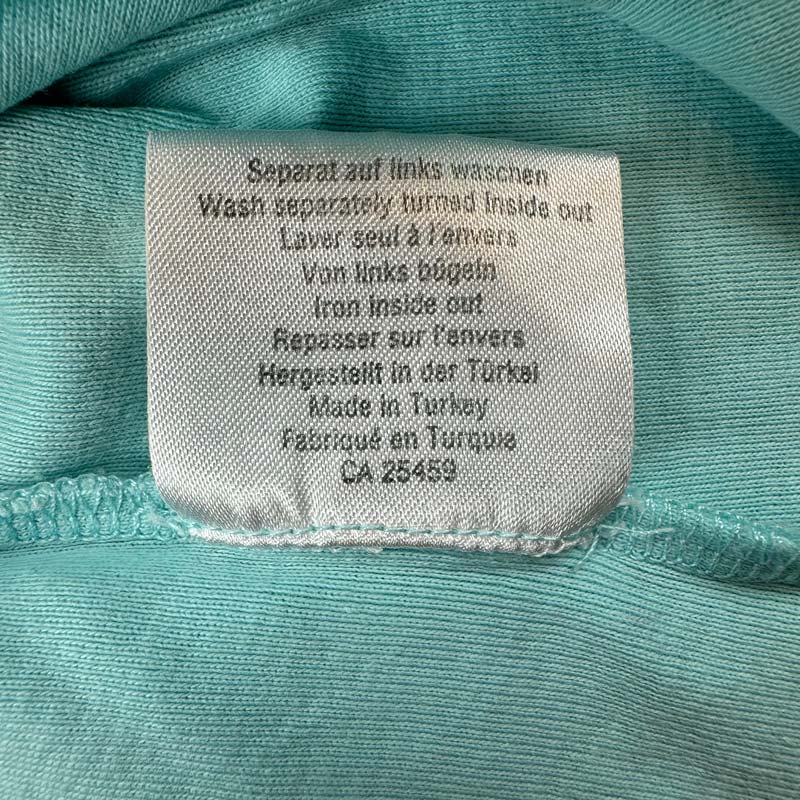 Separat auf links waschen
Wash separately turned inside out
Laver seul à l'envers
Von links bügeln
Iron inside out
Repasser sur l'envers
Hergestellt in der Türkei
Made in Turkey
Fabriqué en Turquie
CA 25459